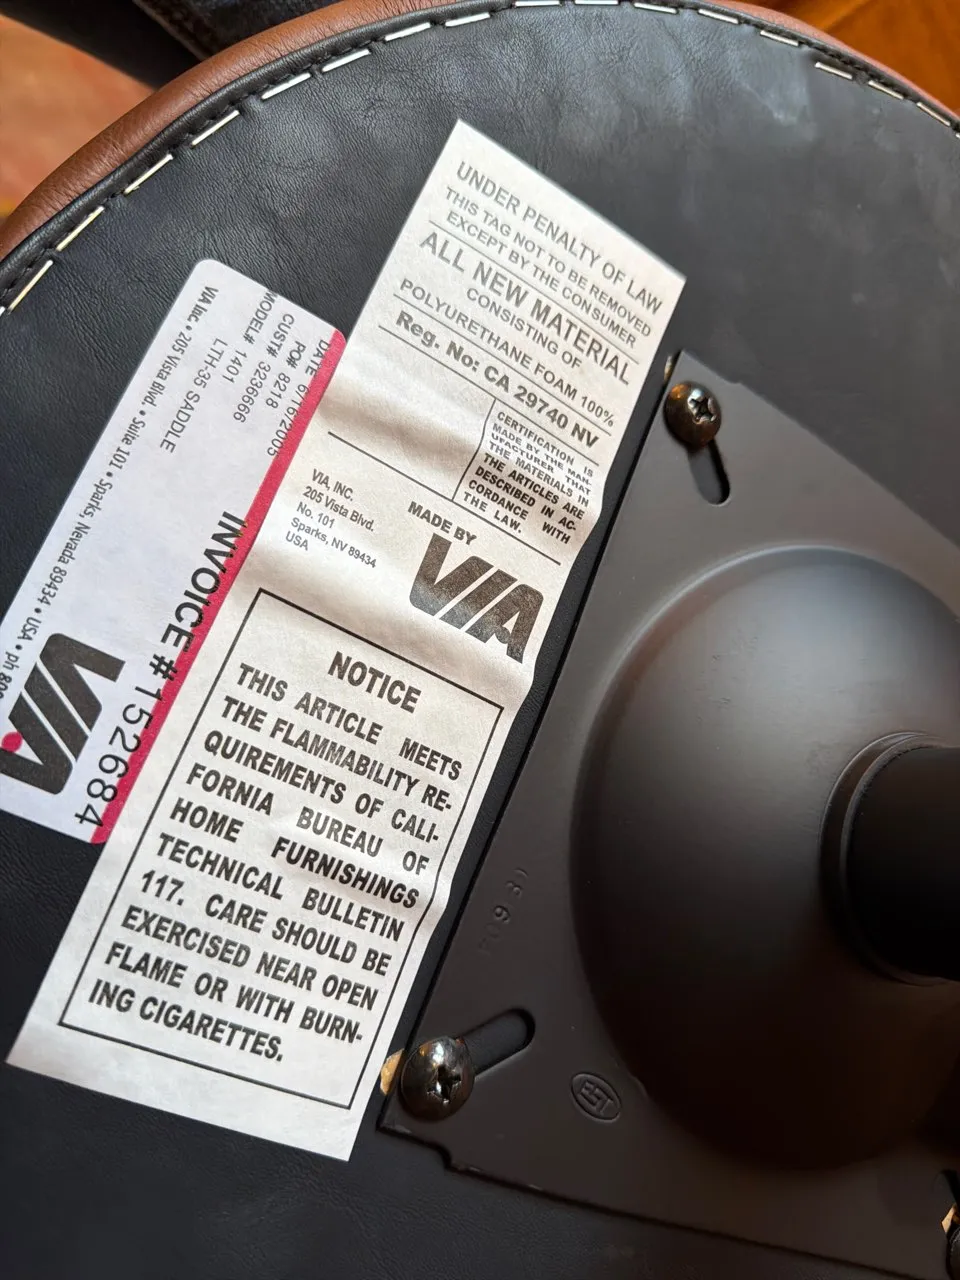 UNDER PENALTY OF LAW
THIS TAG NOT TO BE REMOVED
EXCEPT BY THE CONSUMER
ALL NEW MATERIAL
CONSISTING OF
POLYURETHANE FOAM 100%
Reg. No: CA 29740 NV
CERTIFICATION IS
MADE BY THE MAN-
UFACTURER THAT
THE MATERIALS IN
THE ARTICLES ARE
DESCRIBED IN AC-
CORDANCE WITH
THE LAW.
VIA, INC.
205 Vista Blvd.
No. 101
Sparks, NV 89434
USA
MADE BY
VIA
NOTICE
THIS ARTICLE MEETS
THE FLAMMABILITY RE-
QUIREMENTS OF CALI-
FORNIA BUREAU OF
HOME FURNISHINGS
TECHNICAL BULLETIN
117. CARE SHOULD BE
EXERCISED NEAR OPEN
FLAME OR WITH BURN-
ING CIGARETTES.
DATE 6/16/2005
PO# 8218
CUST# 3236666
MODEL# 1401
LTH-35 SADDLE
VIA Inc • 205 Vista Blvd. • Suite 101 • Sparks, Nevada 89434 • USA • ph
INVOICE #152684
VIA
EST